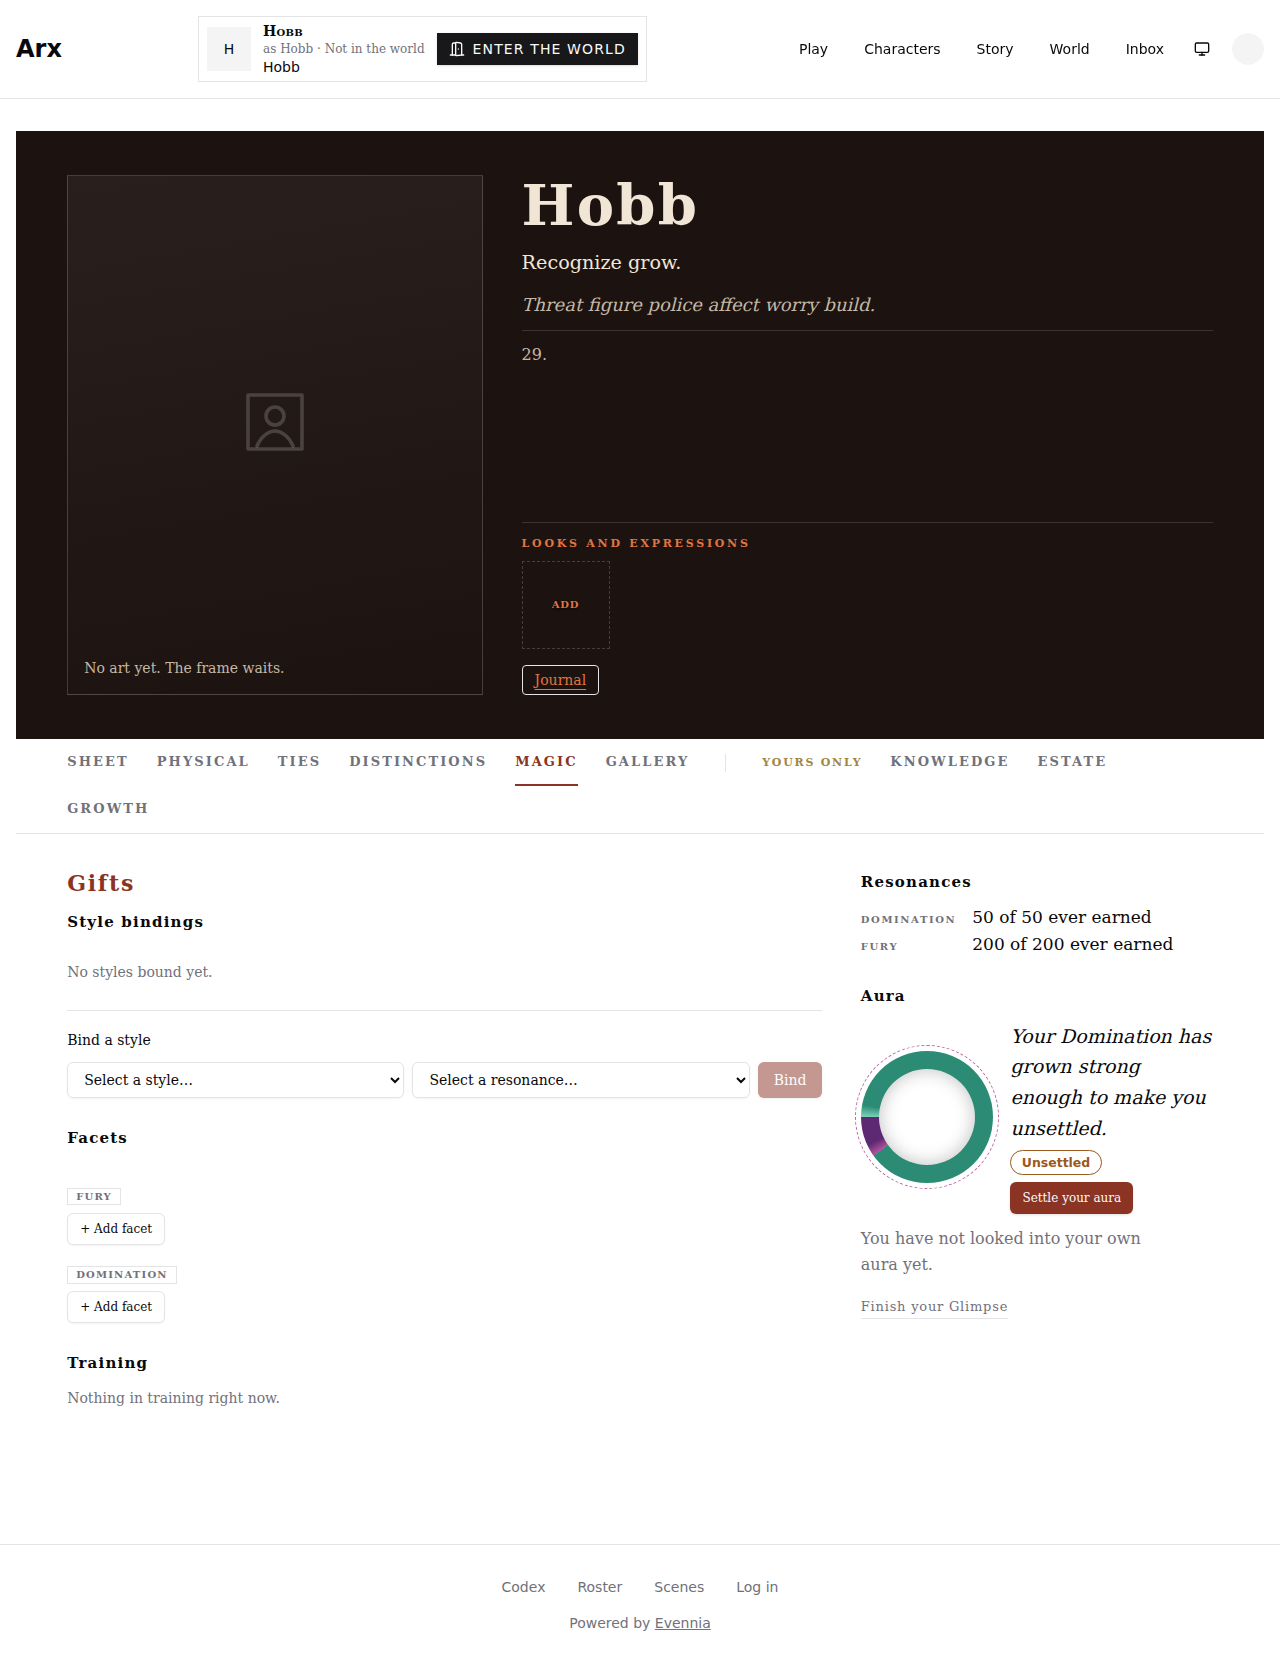 Arx
H
Hobb
as Hobb · Not in the world
Hobb
ENTER THE WORLD
Play
Characters
Story
World
Inbox
Hobb
Recognize grow.
Threat figure police affect worry build.
29.
LOOKS AND EXPRESSIONS
ADD
Journal
No art yet. The frame waits.
SHEET
PHYSICAL
TIES
DISTINCTIONS
MAGIC
GALLERY
YOURS ONLY
KNOWLEDGE
ESTATE
GROWTH
Gifts
Style bindings
No styles bound yet.
Bind a style
Select a style...
Select a resonance...
Bind
Facets
FURY
+ Add facet
DOMINATION
+ Add facet
Training
Nothing in training right now.
Resonances
DOMINATION 50 of 50 ever earned
FURY 200 of 200 ever earned
Aura
Your Domination has
grown strong
enough to make you
unsettled.
Unsettled
Settle your aura
You have not looked into your own
aura yet.
Finish your Glimpse
Codex
Roster
Scenes
Log in
Powered by Evennia